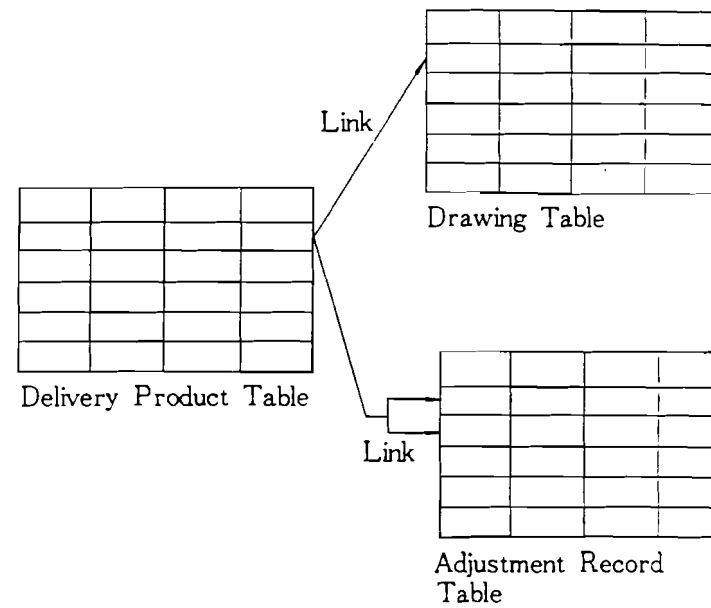 Link
Drawing Table
Delivery Product Table
Link
Adjustment Record
Table